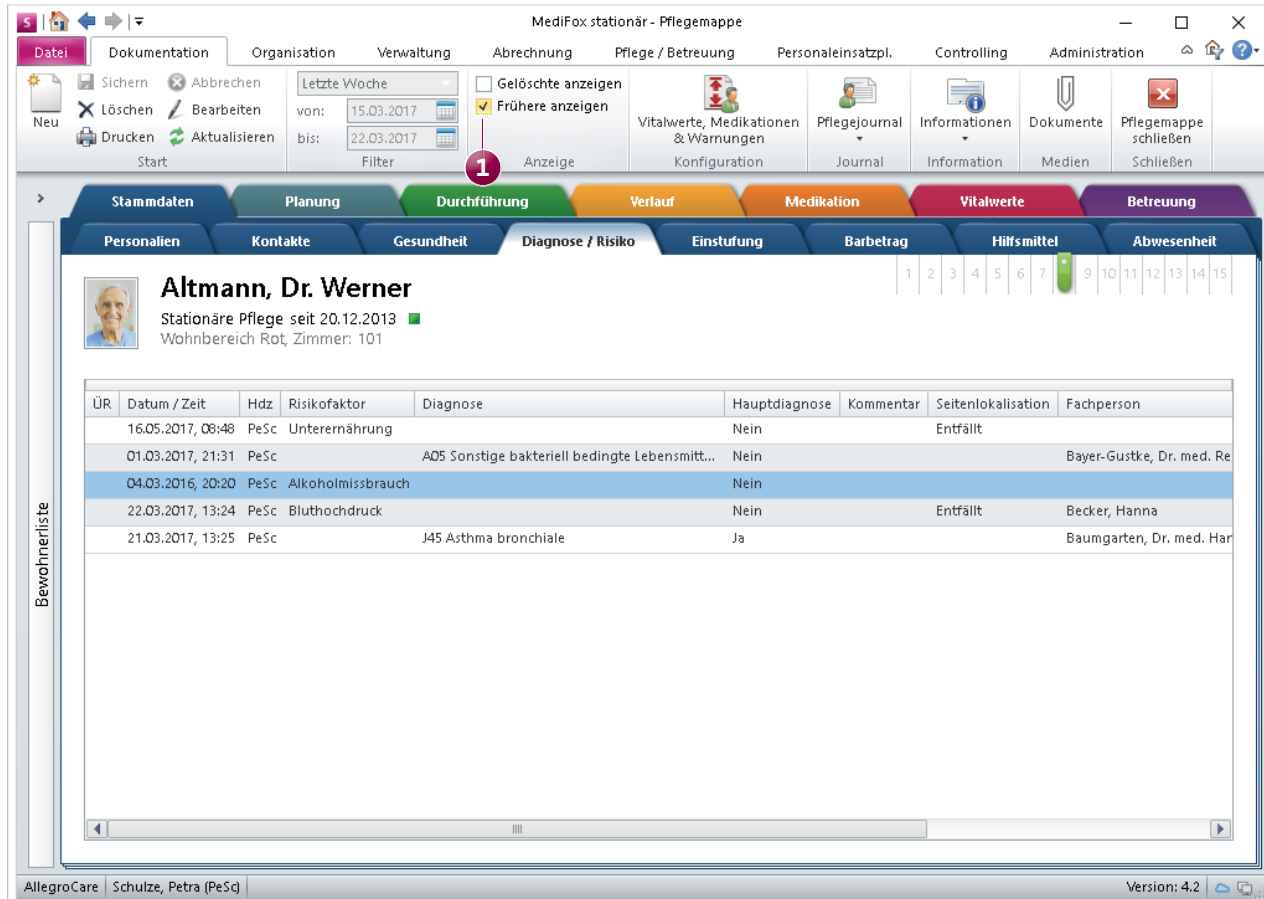 MediFox stationär - Pflegemappe
Datei Dokumentation Organisation Verwaltung Abrechnung Pflege / Betreuung Personaleinsatzpl. Controlling Administration
Neu
Sichern Abbrechen
Löschen Bearbeiten
Drucken Aktualisieren
Start
Letzte Woche
von: 15.03.2017
bis: 22.03.2017
Filter
Gelöschte anzeigen
Frühere anzeigen
1
Anzeige
Vitalwerte, Medikationen
& Warnungen
Konfiguration
Pflegejournal
Journal
Informationen
Information
Dokumente
Medien
Pflegemappe
schließen
Schließen
Stammdaten Planung Durchführung Verlauf Medikation Vitalwerte Betreuung
Personalien Kontakte Gesundheit Diagnose / Risiko Einstufung Barbetrag Hilfsmittel Abwesenheit
1 2 3 4 5 6 7 * 9 10 11 12 13 14 15
Altmann, Dr. Werner
Stationäre Pflege seit 20.12.2013
Wohnbereich Rot, Zimmer: 101
ÜR Datum / Zeit Hdz Risikofaktor Diagnose Hauptdiagnose Kommentar Seitenlokalisation Fachperson
16.05.2017, 08:48 PeSc Unterernährung Nein Entfällt
01.03.2017, 21:31 PeSc A05 Sonstige bakteriell bedingte Lebensmitt... Nein Bayer-Gustke, Dr. med. Re
04.03.2016, 20:20 PeSc Alkoholmissbrauch Nein
22.03.2017, 13:24 PeSc Bluthochdruck Nein Entfällt Becker, Hanna
21.03.2017, 13:25 PeSc J45 Asthma bronchiale Ja Baumgarten, Dr. med. Har
Bewohnerliste
AllegroCare Schulze, Petra (PeSc) Version: 4.2